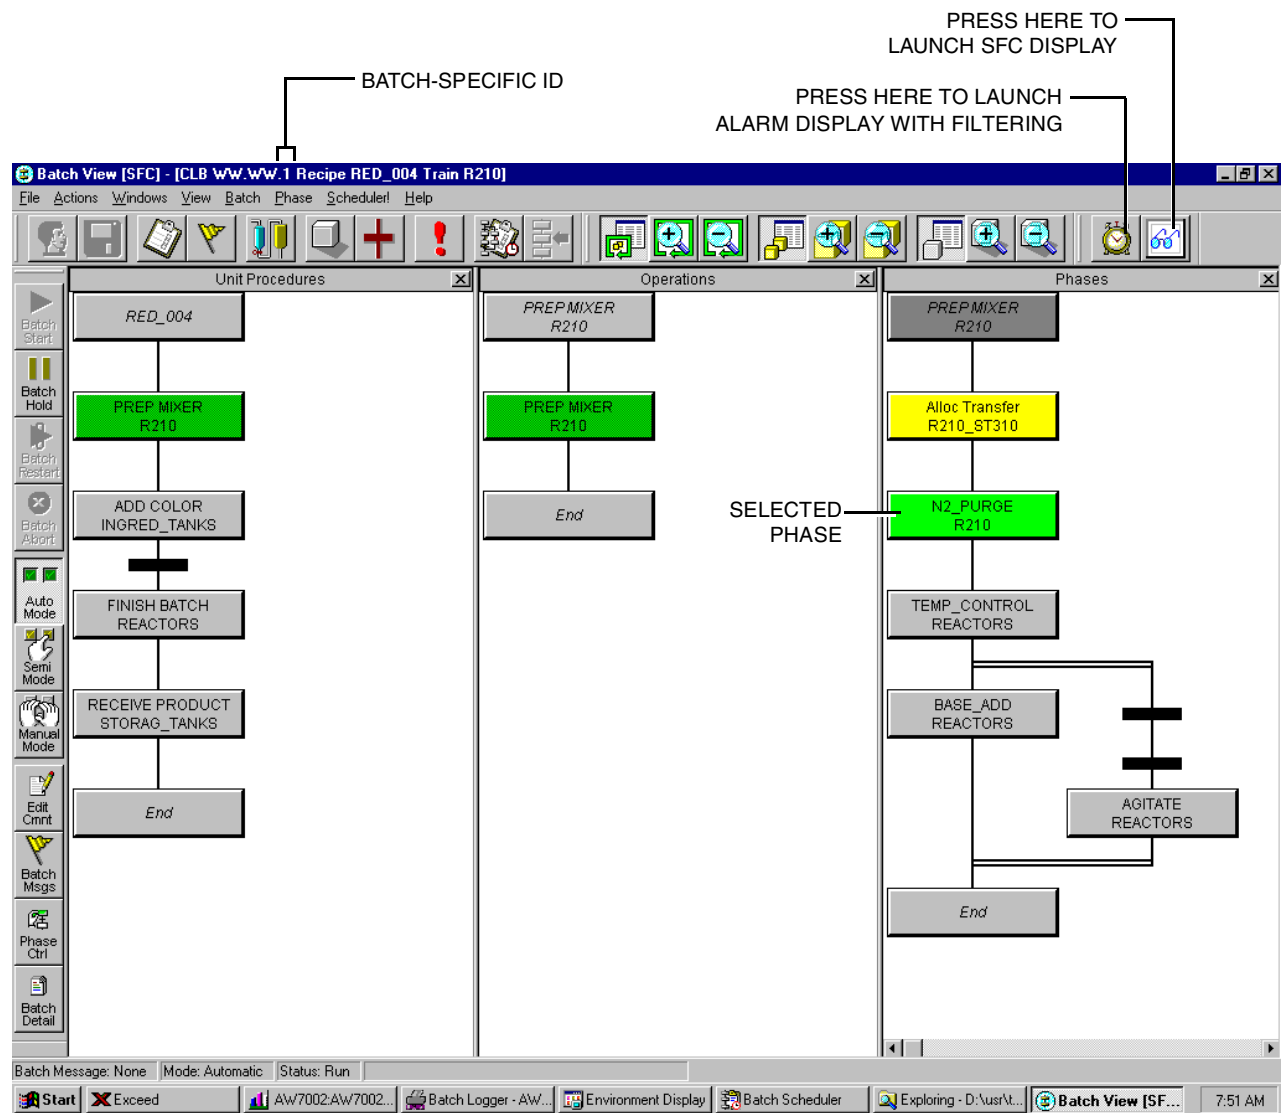 PRESS HERE TO
LAUNCH SFC DISPLAY
BATCH-SPECIFIC ID
PRESS HERE TO LAUNCH
ALARM DISPLAY WITH FILTERING
Batch View [SFC] - [CLB WW.WW.1 Recipe RED_004 Train R210]
File Actions Windows View Batch Phase Scheduler! Help
Unit Procedures
Operations
Phases
Batch
Start
Batch
Hold
Batch
Restart
Batch
Abort
Auto
Mode
Semi
Mode
Manual
Mode
Edit
Cmnt
Batch
Msgs
Phase
Ctrl
Batch
Detail
RED_004
PREP MIXER
R210
ADD COLOR
INGRED_TANKS
FINISH BATCH
REACTORS
RECEIVE PRODUCT
STORAG_TANKS
End
PREP MIXER
R210
PREP MIXER
R210
End
SELECTED
PHASE
PREP MIXER
R210
Alloc Transfer
R210_ST310
N2_PURGE
R210
TEMP_CONTROL
REACTORS
BASE_ADD
REACTORS
AGITATE
REACTORS
End
Batch Message: None Mode: Automatic Status: Run
Start Exceed AW7002:AW7002... Batch Logger - AW... Environment Display Batch Scheduler Exploring - D:\usr\t... Batch View [SF... 7:51 AM